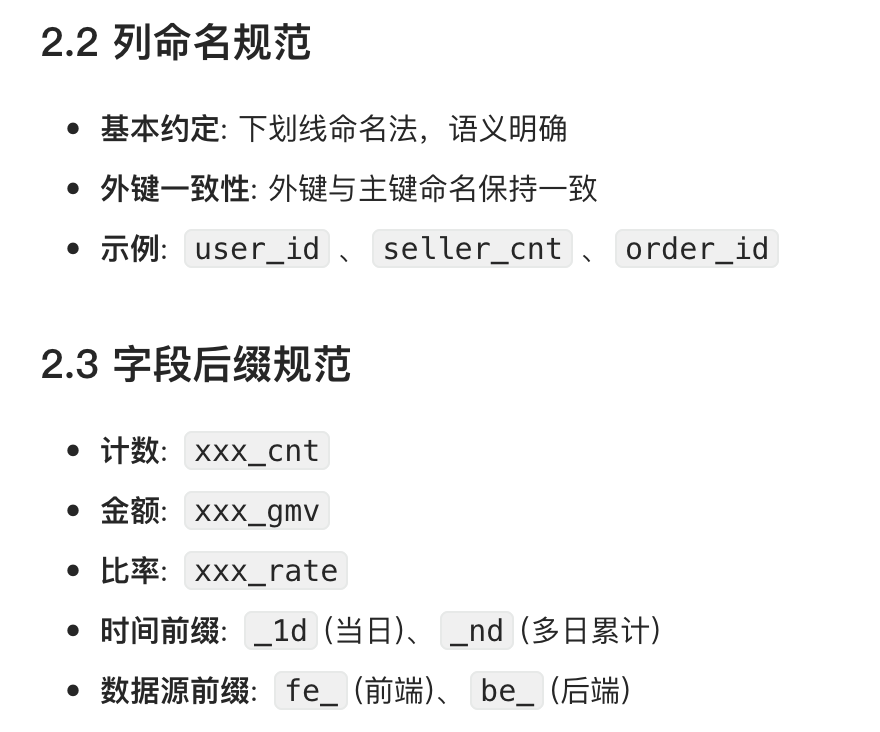 2.2 列命名规范
• 基本约定: 下划线命名法，语义明确
• 外键一致性: 外键与主键命名保持一致
• 示例: user_id 、 seller_cnt 、 order_id
2.3 字段后缀规范
• 计数: xxx_cnt
• 金额: xxx_gmv
• 比率: xxx_rate
• 时间前缀: _1d (当日)、 _nd (多日累计)
• 数据源前缀: fe_ (前端)、 be_ (后端)